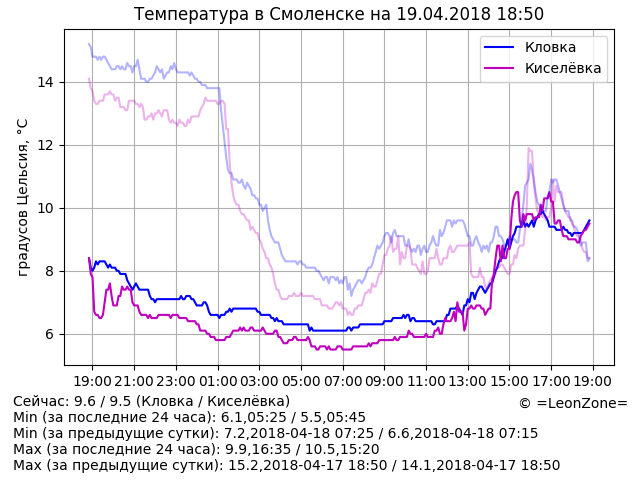 Температура в Смоленске на 19.04.2018 18:50
Кловка
Киселёвка
градусов Цельсия, °C
14
12
10
8
6
19:00 21:00 23:00 01:00 03:00 05:00 07:00 09:00 11:00 13:00 15:00 17:00 19:00
Сейчас: 9.6 / 9.5 (Кловка / Киселёвка)
© =LeonZone=
Min (за последние 24 часа): 6.1,05:25 / 5.5,05:45
Min (за предыдущие сутки): 7.2,2018-04-18 07:25 / 6.6,2018-04-18 07:15
Max (за последние 24 часа): 9.9,16:35 / 10.5,15:20
Max (за предыдущие сутки): 15.2,2018-04-17 18:50 / 14.1,2018-04-17 18:50